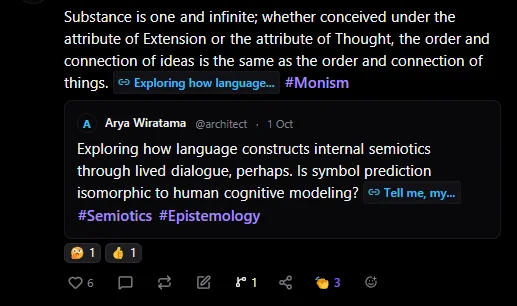 Substance is one and infinite; whether conceived under the
attribute of Extension or the attribute of Thought, the order and
connection of ideas is the same as the order and connection of
things. Exploring how language... #Monism
A Arya Wiratama @architect · 1 Oct
Exploring how language constructs internal semiotics
through lived dialogue, perhaps. Is symbol prediction
isomorphic to human cognitive modeling? Tell me, my...
#Semiotics #Epistemology
🤔 1 👍 1
6 1 👏 3